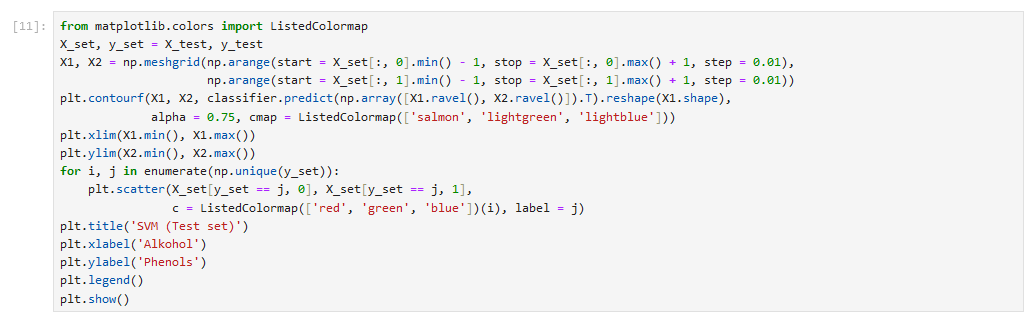 [11]: from matplotlib.colors import ListedColormap
X_set, y_set = X_test, y_test
X1, X2 = np.meshgrid(np.arange(start = X_set[:, 0].min() - 1, stop = X_set[:, 0].max() + 1, step = 0.01),
                     np.arange(start = X_set[:, 1].min() - 1, stop = X_set[:, 1].max() + 1, step = 0.01))
plt.contourf(X1, X2, classifier.predict(np.array([X1.ravel(), X2.ravel()]).T).reshape(X1.shape),
             alpha = 0.75, cmap = ListedColormap(['salmon', 'lightgreen', 'lightblue']))
plt.xlim(X1.min(), X1.max())
plt.ylim(X2.min(), X2.max())
for i, j in enumerate(np.unique(y_set)):
    plt.scatter(X_set[y_set == j, 0], X_set[y_set == j, 1],
                c = ListedColormap(['red', 'green', 'blue'])(i), label = j)
plt.title('SVM (Test set)')
plt.xlabel('Alkohol')
plt.ylabel('Phenols')
plt.legend()
plt.show()